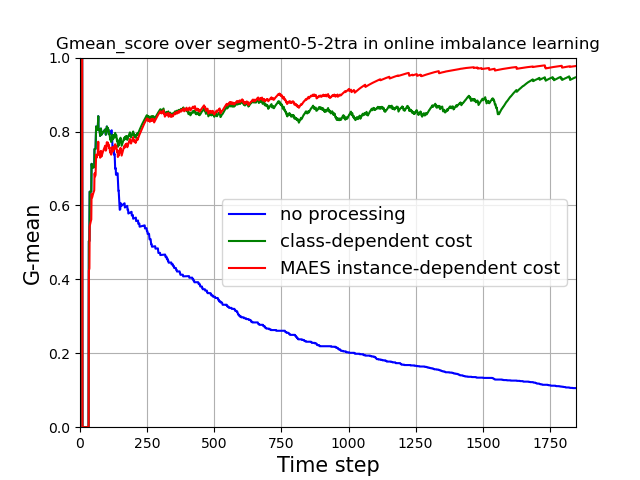 Gmean_score over segment0-5-2tra in online imbalance learning
1.0
0.8
0.6
0.4
0.2
0.0
G-mean
no processing
class-dependent cost
MAES instance-dependent cost
0 250 500 750 1000 1250 1500 1750
Time step